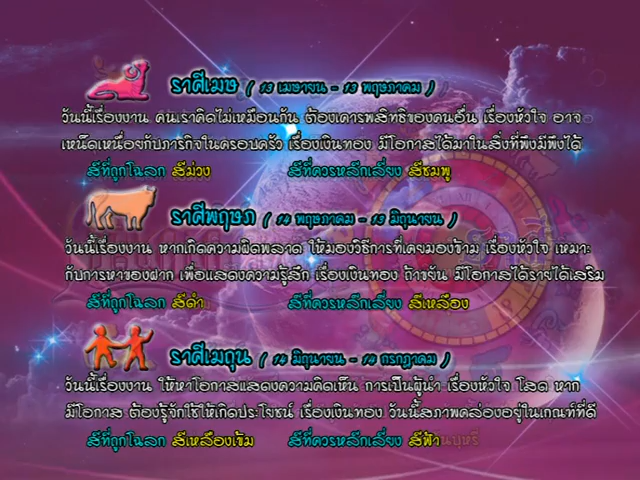 ราศีเมษ ( 13 เมษายน - 13 พฤษภาคม )
วันนี้เรื่องงาน คนเราคิดไม่เหมือนกัน ต้องเคารพสิทธิของคนอื่น เรื่องหัวใจ อาจ
เหน็ดเหนื่อยกับภารกิจในครอบครัว เรื่องเงินทอง มีโอกาสได้มาในสิ่งที่พึงมีพึงได้
สีที่ถูกโฉลก สีม่วง สีที่ควรหลีกเลี่ยง สีชมพู
ราศีพฤษภ ( 14 พฤษภาคม - 13 มิถุนายน )
วันนี้เรื่องงาน หากเกิดความผิดพลาด ให้มองวิธีการที่เคยมองข้าม เรื่องหัวใจ เหมาะ
กับการหาของฝาก เพื่อแสดงความรู้สึก เรื่องเงินทอง ถ้าขยัน มีโอกาสได้รายได้เสริม
สีที่ถูกโฉลก สีดำ สีที่ควรหลีกเลี่ยง สีเหลือง
ราศีเมถุน ( 14 มิถุนายน - 14 กรกฎาคม )
วันนี้เรื่องงาน ให้หาโอกาสแสดงความคิดเห็น การเป็นผู้นำ เรื่องหัวใจ โสด หาก
มีโอกาส ต้องรู้จักใช้ให้เกิดประโยชน์ เรื่องเงินทอง วันนี้สภาพคล่องอยู่ในเกณฑ์ที่ดี
สีที่ถูกโฉลก สีเหลืองเข้ม สีที่ควรหลีกเลี่ยง สีฟ้า